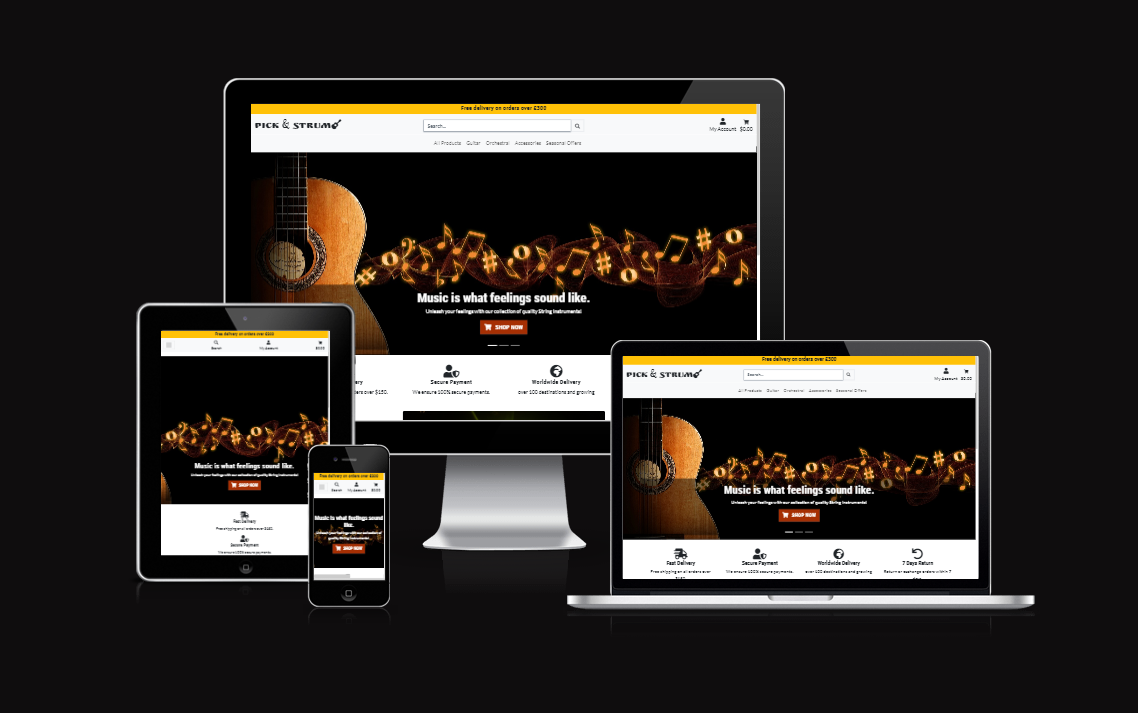 Free delivery on orders over £300
PICK & STRUM
Search...
My Account $0.00
All Products Guitar Orchestral Accessories Seasonal Offers
Music is what feelings sound like.
Unleash your feelings with our collection of quality String Instruments!
SHOP NOW
Secure Payment
Worldwide Delivery
We ensure 100% secure payments.
over 100 destinations and growing
Free delivery on orders over £300
Search My Account $0.00
Music is what feelings sound like.
Unleash your feelings with our collection of quality String Instruments!
SHOP NOW
Fast Delivery
Free shipping on all orders over $150.
Secure Payment
We ensure 100% secure payments.
Free delivery on orders over £300
Search My Account $0.00
Music is what feelings sound
like.
Unleash your feelings with our collection of
quality String Instruments!
SHOP NOW
Free delivery on orders over £300
PICK & STRUM
Search...
My Account $0.00
All Products Guitar Orchestral Accessories Seasonal Offers
Music is what feelings sound like.
Unleash your feelings with our collection of quality String Instruments!
SHOP NOW
Fast Delivery
Secure Payment
Worldwide Delivery
7 Days Return
Free shipping on all orders over
We ensure 100% secure payments.
over 100 destinations and growing
Return or exchange orders within 7